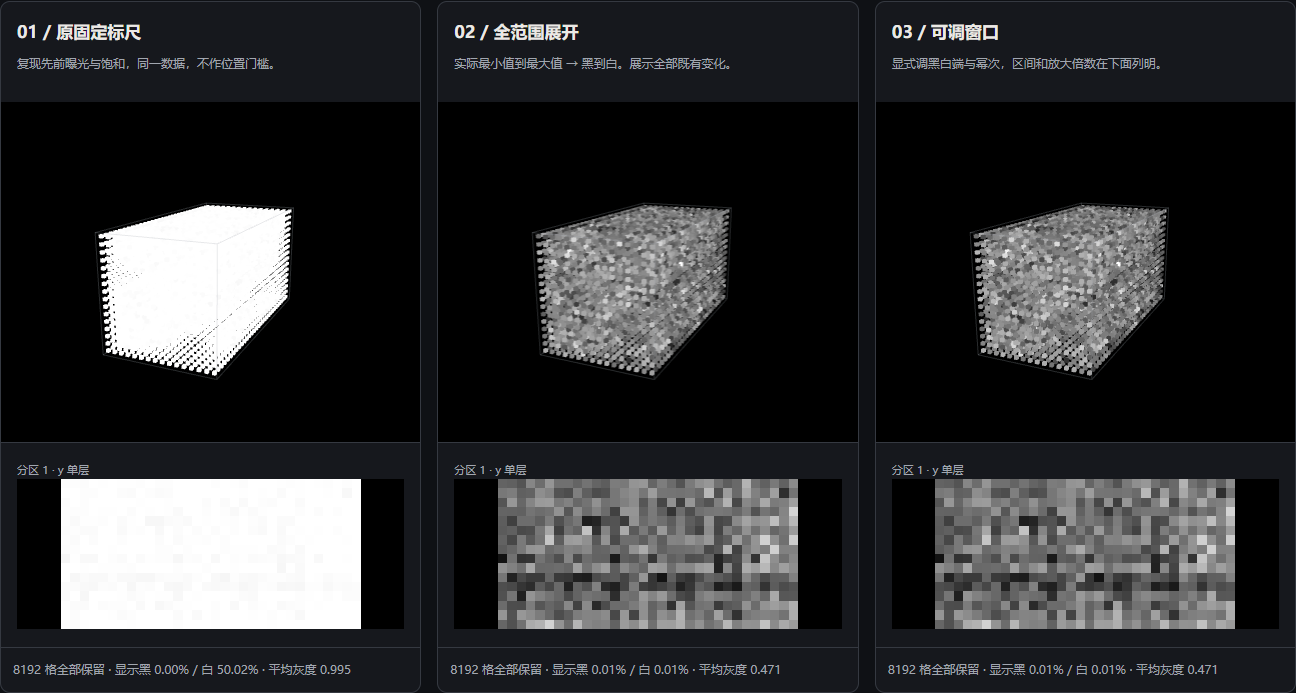 01 / 原固定标尺
复现先前曝光与饱和，同一数据，不作位置门槛。
分区 1 · y 单层
8192 格全部保留 · 显示黑 0.00% / 白 50.02% · 平均灰度 0.995
02 / 全范围展开
实际最小值到最大值 → 黑到白。展示全部既有变化。
分区 1 · y 单层
8192 格全部保留 · 显示黑 0.01% / 白 0.01% · 平均灰度 0.471
03 / 可调窗口
显式调黑白端与幂次，区间和放大倍数在下面列明。
分区 1 · y 单层
8192 格全部保留 · 显示黑 0.01% / 白 0.01% · 平均灰度 0.471